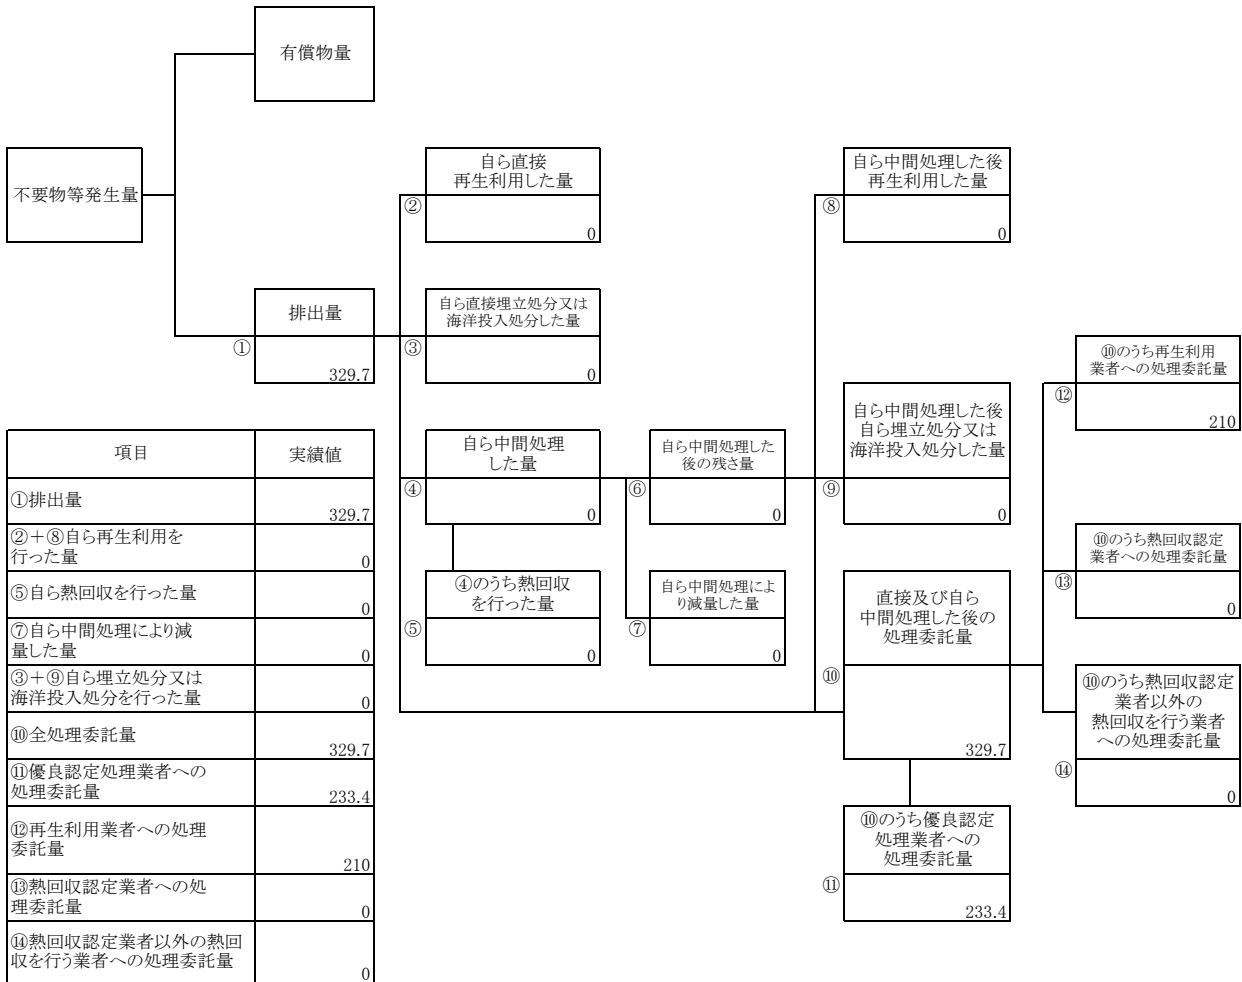 有償物量
不要物等発生量
自ら直接
再生利用した量
②
0
自ら中間処理した後
再生利用した量
⑧
0
排出量
①
329.7
自ら直接埋立処分又は
海洋投入処分した量
③
0
⑩のうち再生利用
業者への処理委託量
⑫
210
自ら中間処理した後
自ら埋立処分又は
海洋投入処分した量
⑨
0
自ら中間処理
した量
④
0
自ら中間処理した
後の残さ量
⑥
0
⑩のうち熱回収認定
業者への処理委託量
⑬
0
④のうち熱回収
を行った量
⑤
0
自ら中間処理によ
り減量した量
⑦
0
直接及び自ら
中間処理した後の
処理委託量
⑩
329.7
⑩のうち熱回収認定
業者以外の
熱回収を行う業者
への処理委託量
⑭
0
⑩のうち優良認定
処理業者への
処理委託量
⑪
233.4
項目 実績値
①排出量
329.7
②+⑧自ら再生利用を
行った量
0
⑤自ら熱回収を行った量
0
⑦自ら中間処理により減
量した量
0
③+⑨自ら埋立処分又は
海洋投入処分を行った量
0
⑩全処理委託量
329.7
⑪優良認定処理業者への
処理委託量
233.4
⑫再生利用業者への処理
委託量
210
⑬熱回収認定業者への処
理委託量
0
⑭熱回収認定業者以外の熱回
収を行う業者への処理委託量
0